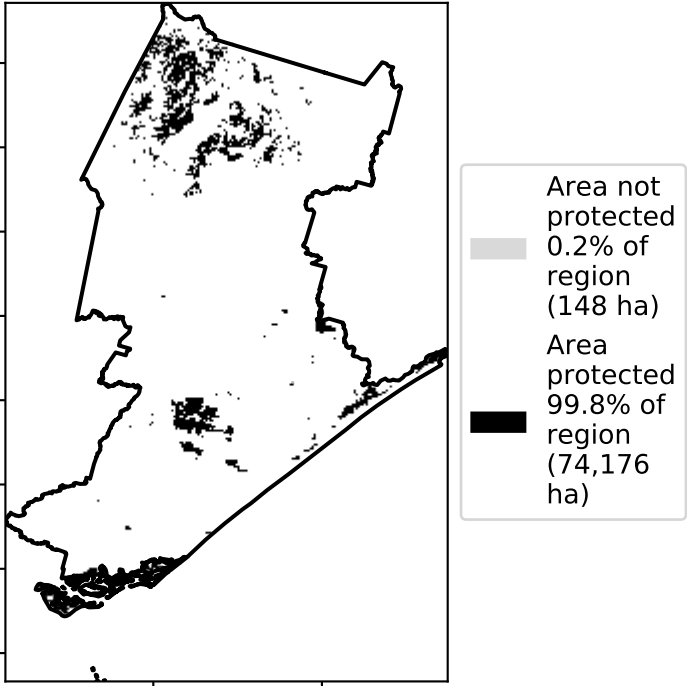 Area not
protected
0.2% of
region
(148 ha)
Area
protected
99.8% of
region
(74,176
ha)